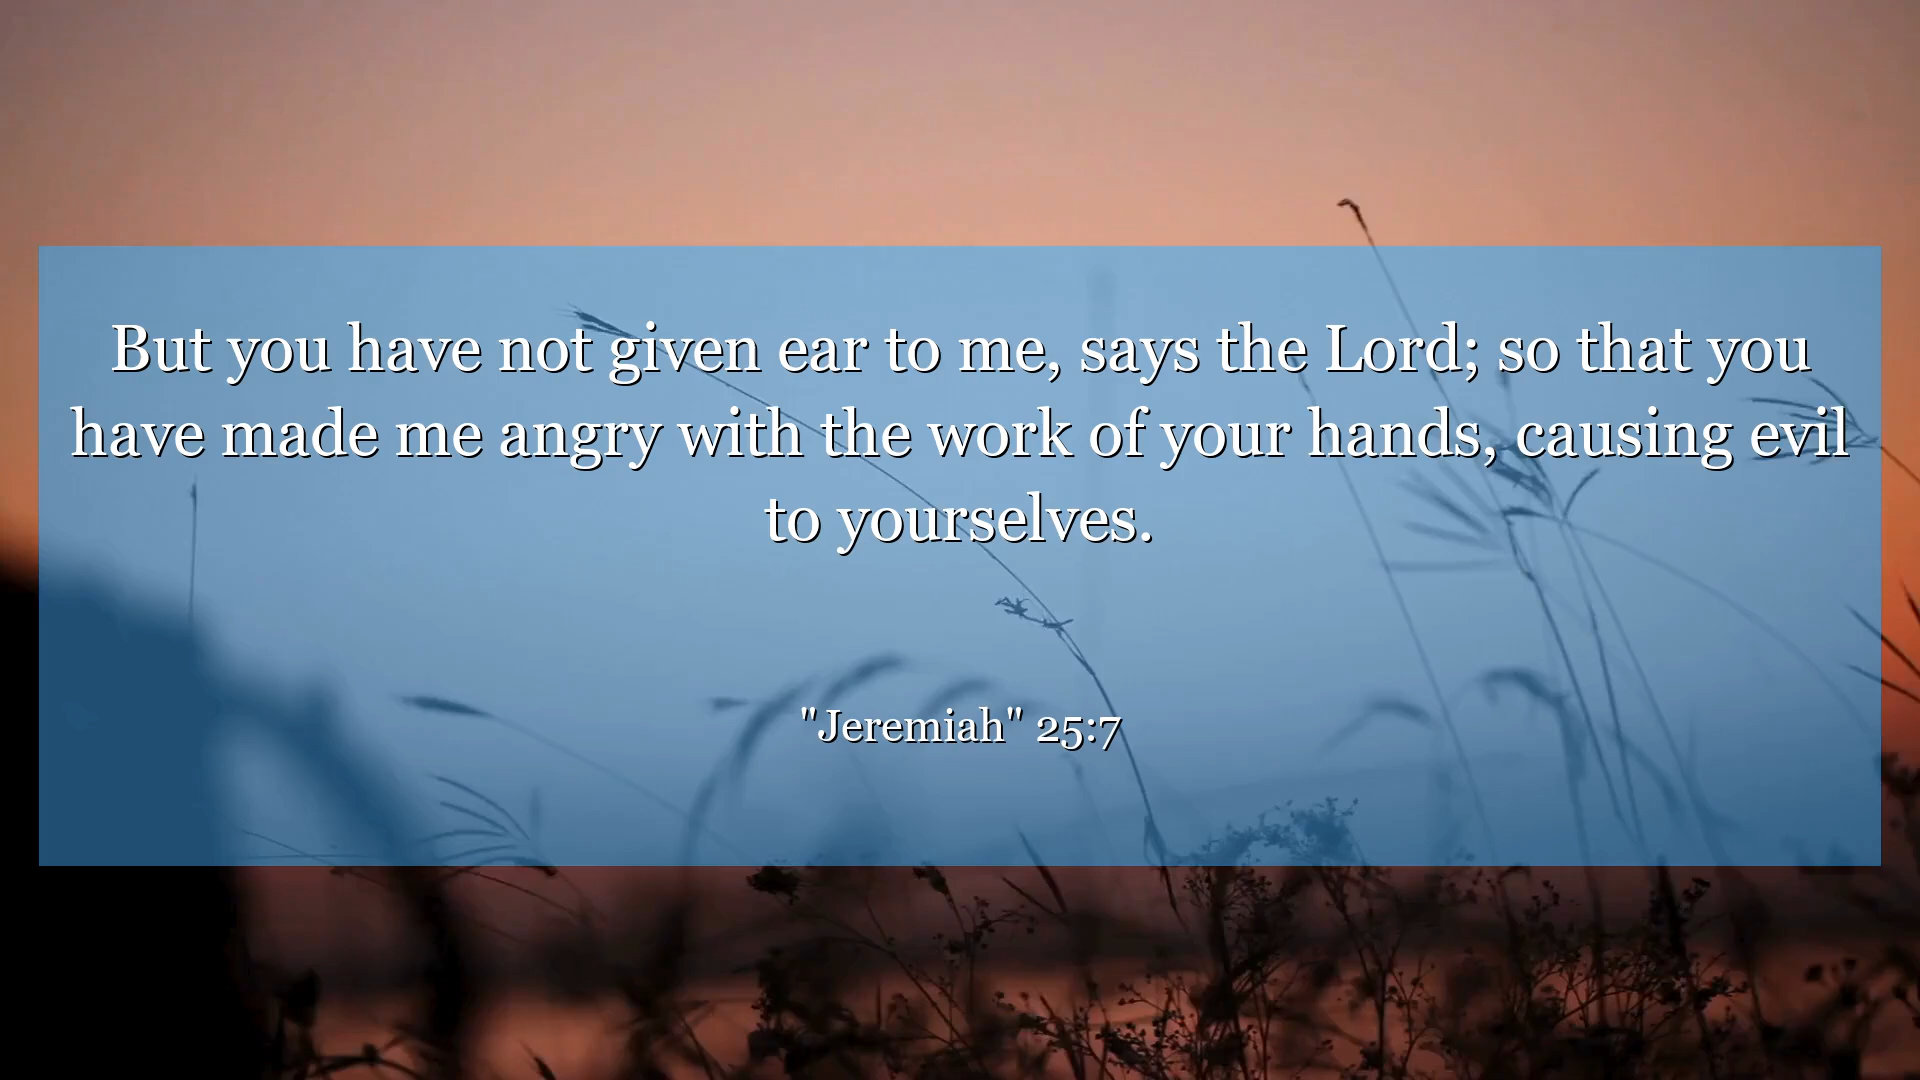 But you have not given ear to me, says the Lord; so that you
have made me angry with the work of your hands, causing evil
to yourselves.
"Jeremiah" 25:7